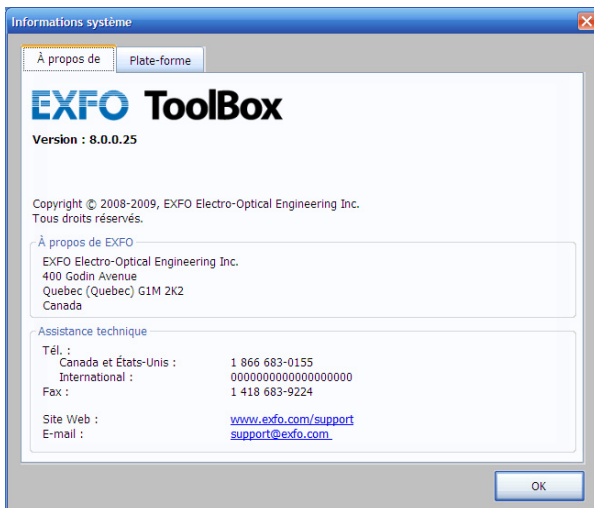 Informations système
À propos de
Plate-forme
EXFO ToolBox
Version : 8.0.0.25
Copyright © 2008-2009, EXFO Electro-Optical Engineering Inc.
Tous droits réservés.
À propos de EXFO
EXFO Electro-Optical Engineering Inc.
400 Godin Avenue
Quebec (Quebec) G1M 2K2
Canada
Assistance technique
Tél. :
Canada et États-Unis : 1 866 683-0155
International : 0000000000000000000
Fax : 1 418 683-9224
Site Web : www.exfo.com/support
E-mail : support@exfo.com
OK